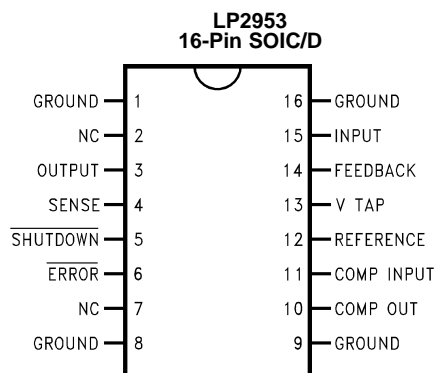 LP2953
16-Pin SOIC/D
GROUND 1 16 GROUND
NC 2 15 INPUT
OUTPUT 3 14 FEEDBACK
SENSE 4 13 V TAP
SHUTDOWN 5 12 REFERENCE
ERROR 6 11 COMP INPUT
NC 7 10 COMP OUT
GROUND 8 9 GROUND